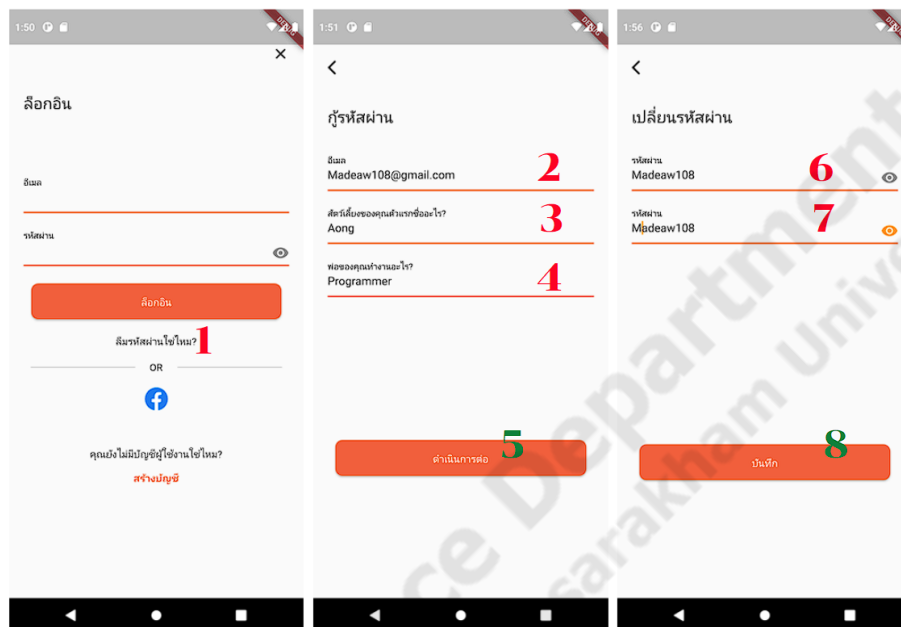 1:50
DEBUG
ล็อกอิน
อีเมล
รหัสผ่าน
ล็อกอิน
ลืมรหัสผ่านใช่ไหม?
1
OR
คุณยังไม่มีบัญชีผู้ใช้งานใช่ไหม?
สร้างบัญชี
1:51
DEBUG
กู้รหัสผ่าน
อีเมล
Madeaw108@gmail.com
2
สัตว์เลี้ยงของคุณตัวแรกชื่ออะไร?
Aong
3
พ่อของคุณทำงานอะไร?
Programmer
4
5
ดำเนินการต่อ
1:56
DEBUG
เปลี่ยนรหัสผ่าน
รหัสผ่าน
Madeaw108
6
รหัสผ่าน
Madeaw108
7
8
บันทึก
ce Department
sarakham Unive